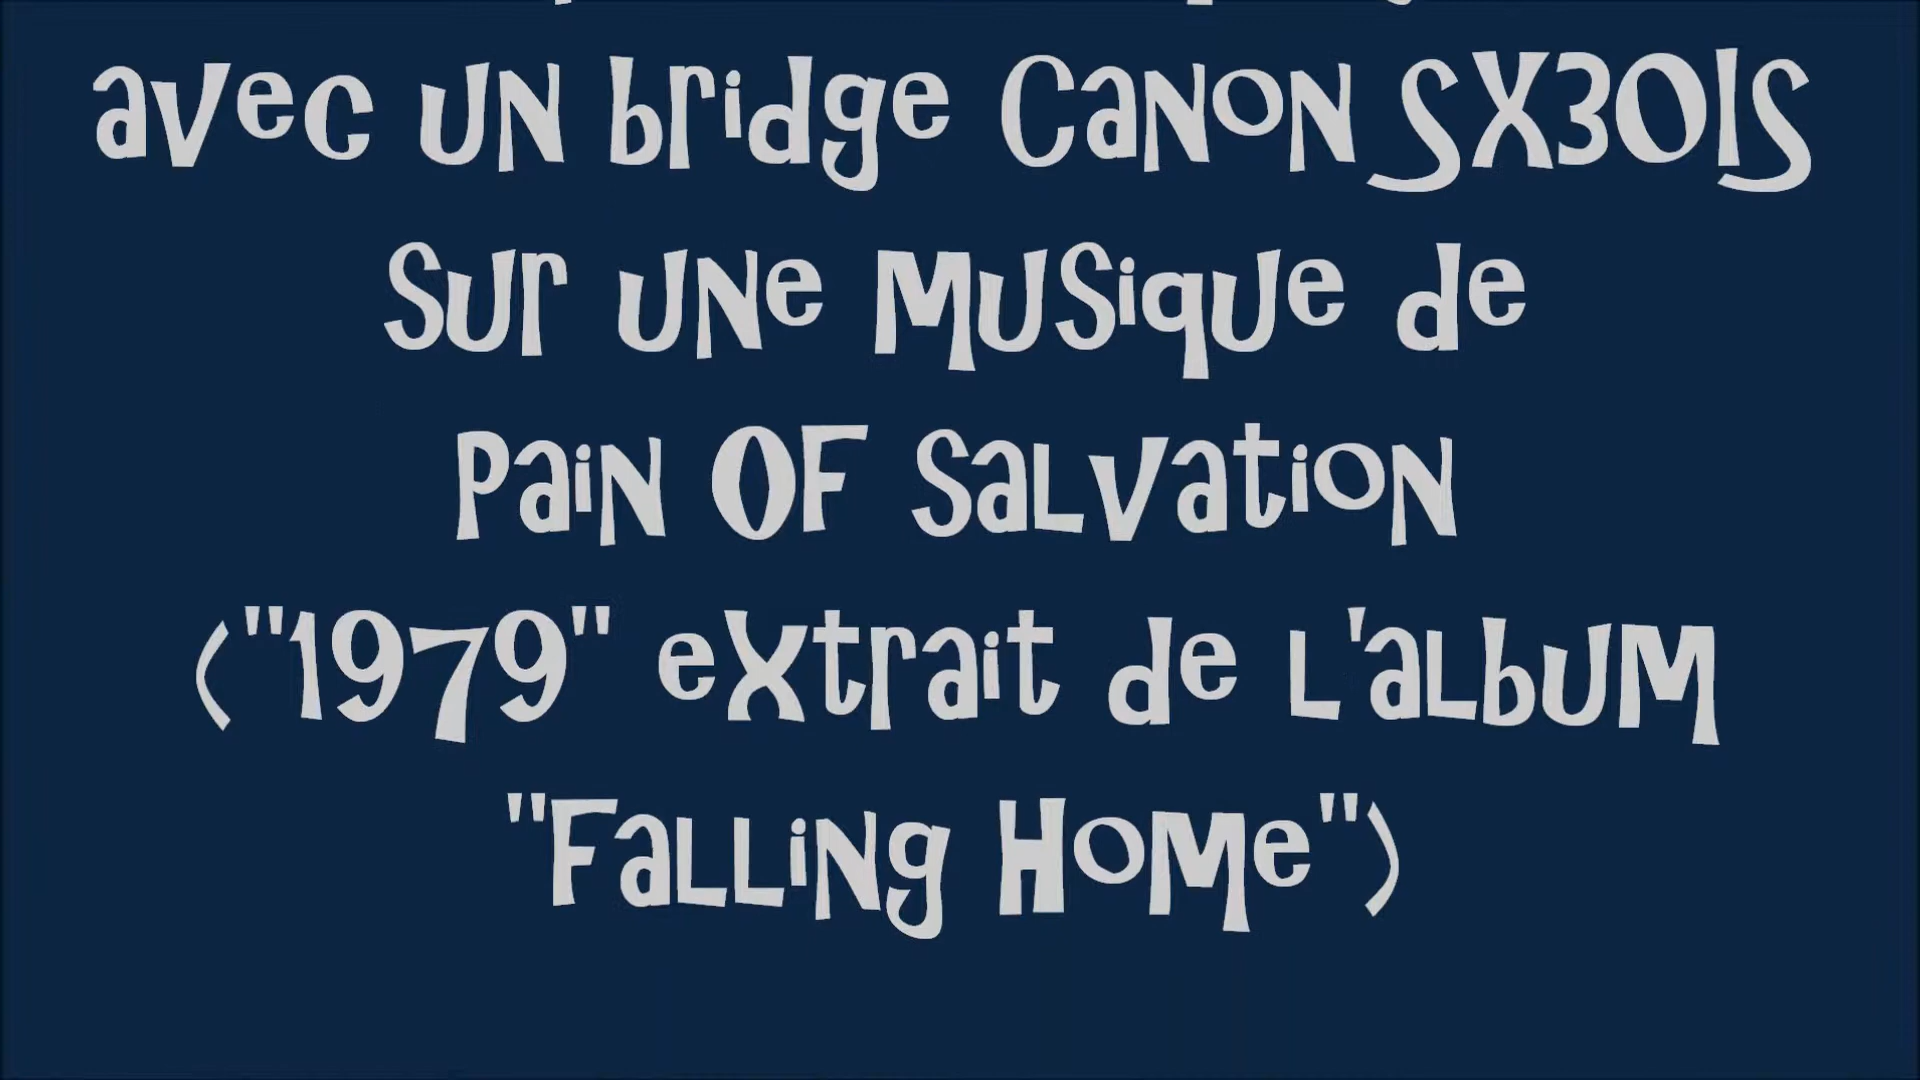 avec un bridge Canon SX30IS
sur une musique de
Pain Of Salvation
("1979" extrait de l'album
"Falling Home")